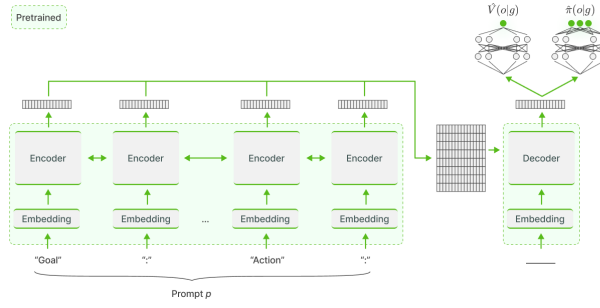 Pretrained
V̂(o|g) π̂(o|g)
Encoder Encoder Encoder Encoder Decoder
Embedding Embedding ... Embedding Embedding Embedding
“Goal” “:” “Action” “:”
Prompt p